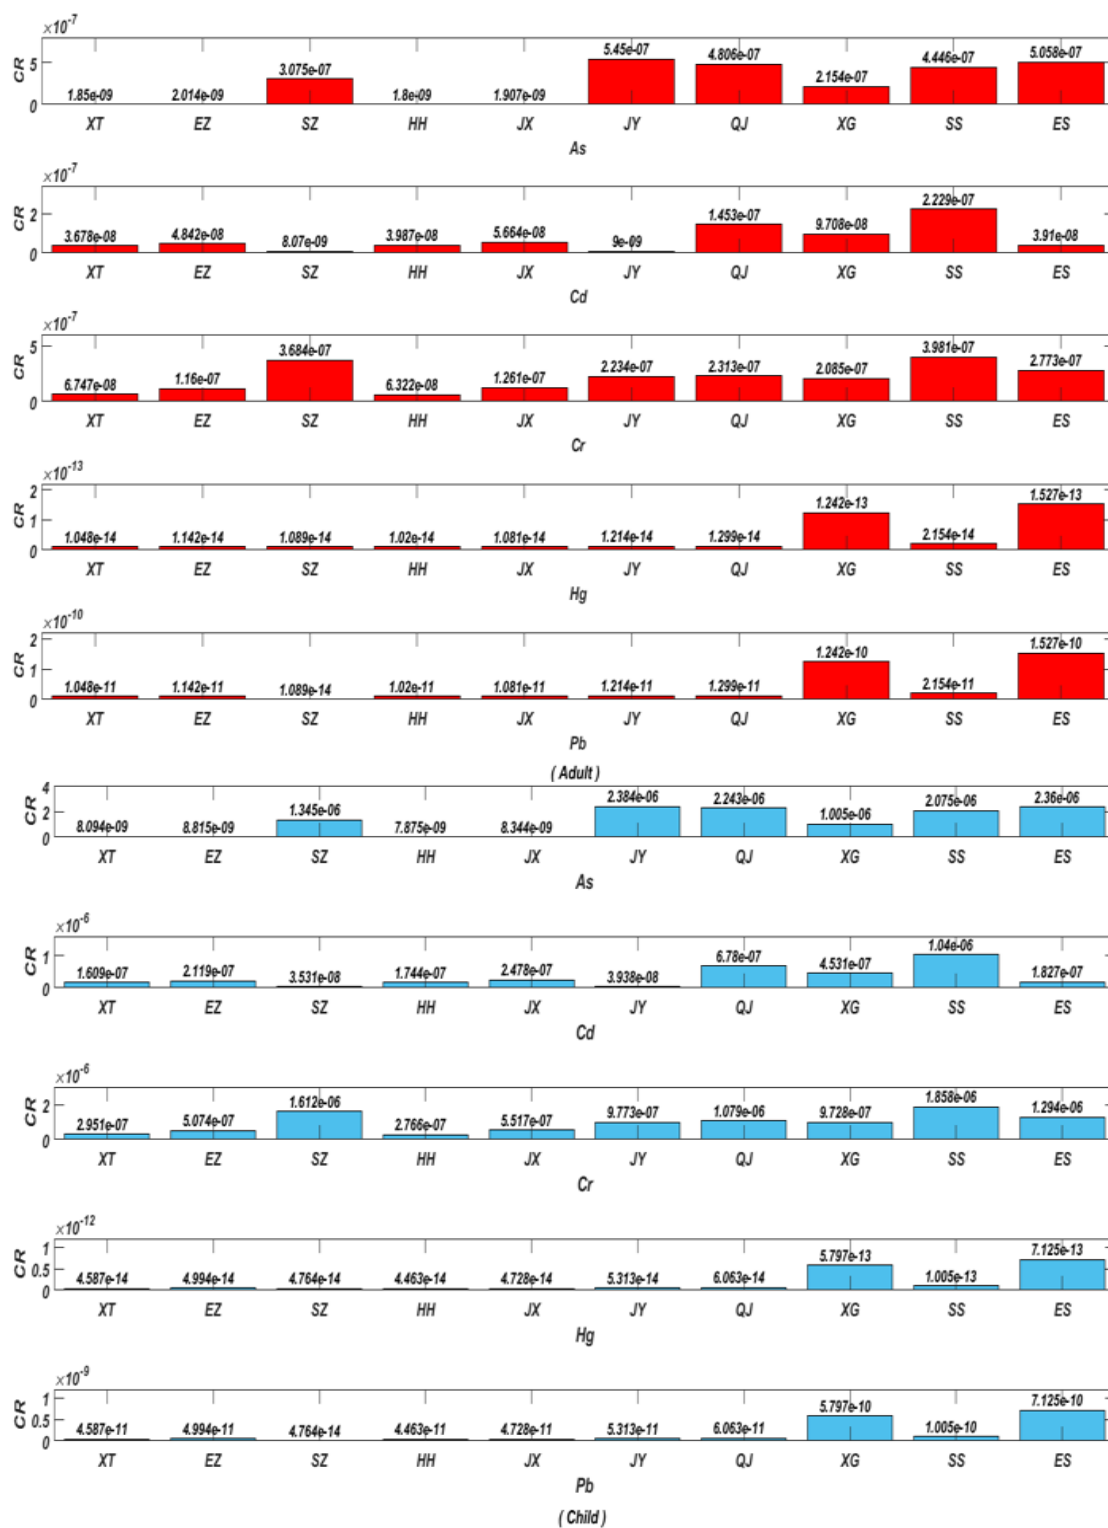 ×10-7
CR
5
0
1.85e-09 2.014e-09 3.075e-07 1.8e-09 1.907e-09 5.45e-07 4.806e-07 2.154e-07 4.446e-07 5.058e-07
XT EZ SZ HH JX JY QJ XG SS ES
As
×10-7
CR
2
0
3.678e-08 4.842e-08 8.07e-09 3.987e-08 5.664e-08 9e-09 1.453e-07 9.708e-08 2.229e-07 3.91e-08
XT EZ SZ HH JX JY QJ XG SS ES
Cd
×10-7
CR
5
0
6.747e-08 1.16e-07 3.684e-07 6.322e-08 1.261e-07 2.234e-07 2.313e-07 2.085e-07 3.981e-07 2.773e-07
XT EZ SZ HH JX JY QJ XG SS ES
Cr
×10-13
CR
2
1
0
1.048e-14 1.142e-14 1.089e-14 1.02e-14 1.081e-14 1.214e-14 1.299e-14 1.242e-13 2.154e-14 1.527e-13
XT EZ SZ HH JX JY QJ XG SS ES
Hg
×10-10
CR
2
1
0
1.048e-11 1.142e-11 1.089e-14 1.02e-11 1.081e-11 1.214e-11 1.299e-11 1.242e-10 2.154e-11 1.527e-10
XT EZ SZ HH JX JY QJ XG SS ES
Pb
( Adult )
CR
4
2
0
8.094e-09 8.815e-09 1.345e-06 7.875e-09 8.344e-09 2.384e-06 2.243e-06 1.005e-06 2.075e-06 2.36e-06
XT EZ SZ HH JX JY QJ XG SS ES
As
×10-6
CR
1
0
1.609e-07 2.119e-07 3.531e-08 1.744e-07 2.478e-07 3.938e-08 6.78e-07 4.531e-07 1.04e-06 1.827e-07
XT EZ SZ HH JX JY QJ XG SS ES
Cd
×10-6
CR
2
0
2.951e-07 5.074e-07 1.612e-06 2.766e-07 5.517e-07 9.773e-07 1.079e-06 9.728e-07 1.858e-06 1.294e-06
XT EZ SZ HH JX JY QJ XG SS ES
Cr
×10-12
CR
1
0.5
0
4.587e-14 4.994e-14 4.764e-14 4.463e-14 4.728e-14 5.313e-14 6.063e-14 5.797e-13 1.005e-13 7.125e-13
XT EZ SZ HH JX JY QJ XG SS ES
Hg
×10-9
CR
1
0.5
0
4.587e-11 4.994e-11 4.764e-14 4.463e-11 4.728e-11 5.313e-11 6.063e-11 5.797e-10 1.005e-10 7.125e-10
XT EZ SZ HH JX JY QJ XG SS ES
Pb
( Child )